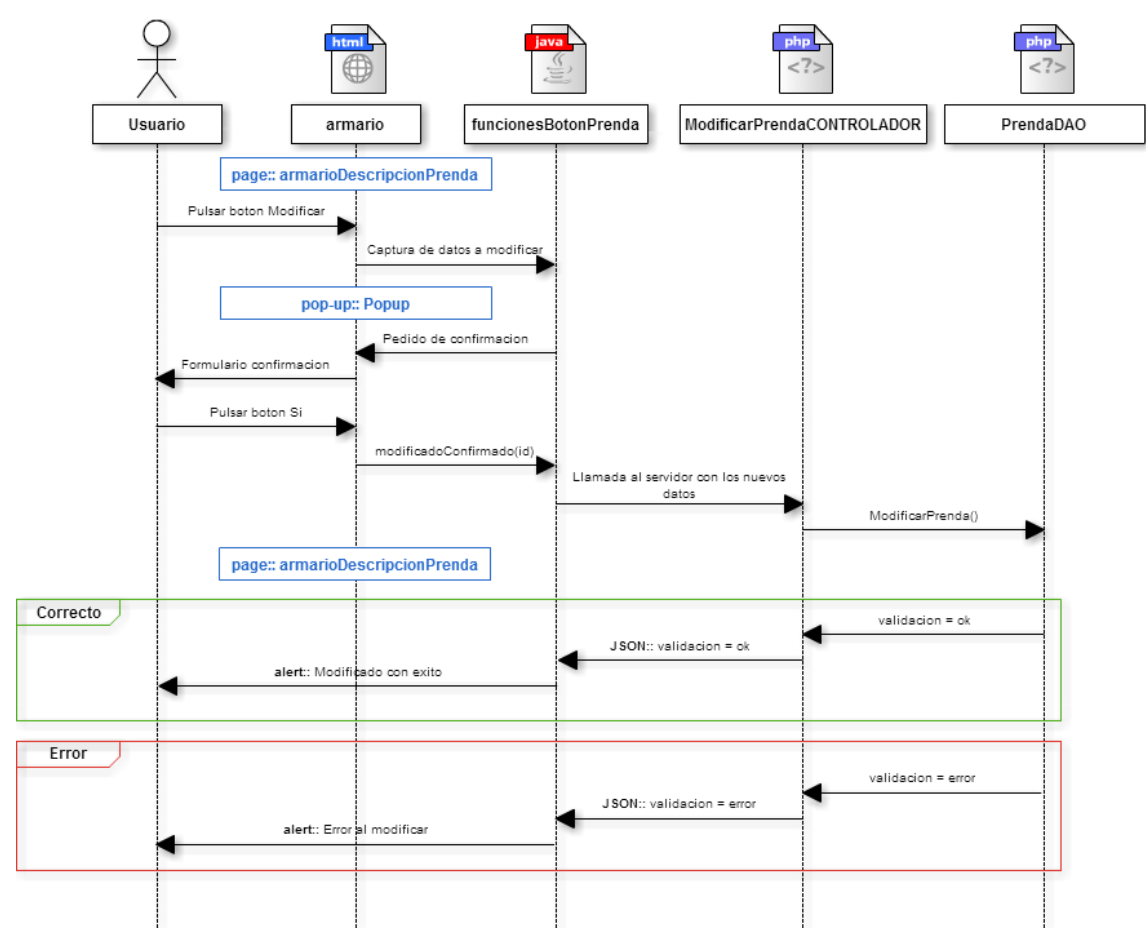 html
java
php
php
<?>
<?>
Usuario
armario
funcionesBotonPrenda
ModificarPrendaCONTROLADOR
PrendaDAO
page:: armarioDescripcionPrenda
Pulsar boton Modificar
Captura de datos a modificar
pop-up:: Popup
Pedido de confirmacion
Formulario confirmacion
Pulsar boton Si
modificadoConfirmado(id)
Llamada al servidor con los nuevos
datos
ModificarPrenda()
page:: armarioDescripcionPrenda
Correcto
validacion = ok
JSON:: validacion = ok
alert:: Modificado con exito
Error
validacion = error
JSON:: validacion = error
alert:: Error al modificar